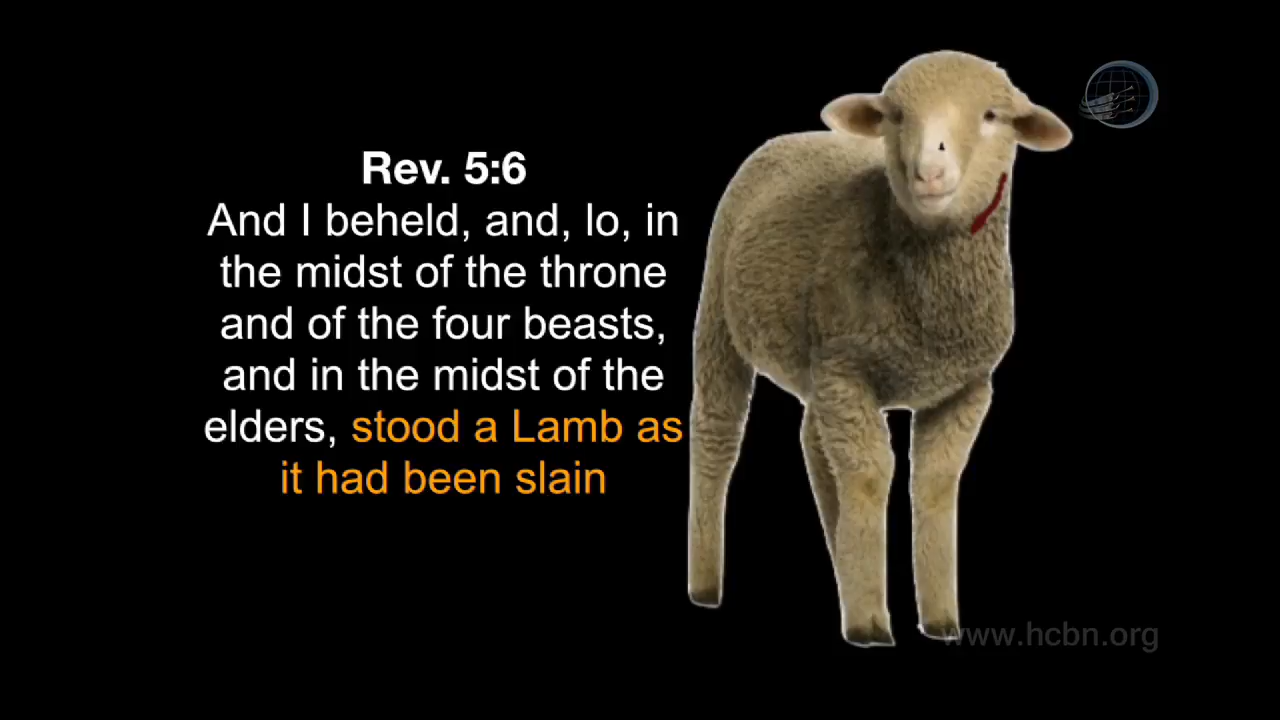 Rev. 5:6
And I beheld, and, lo, in
the midst of the throne
and of the four beasts,
and in the midst of the
elders, stood a Lamb as
it had been slain
www.hcbn.org